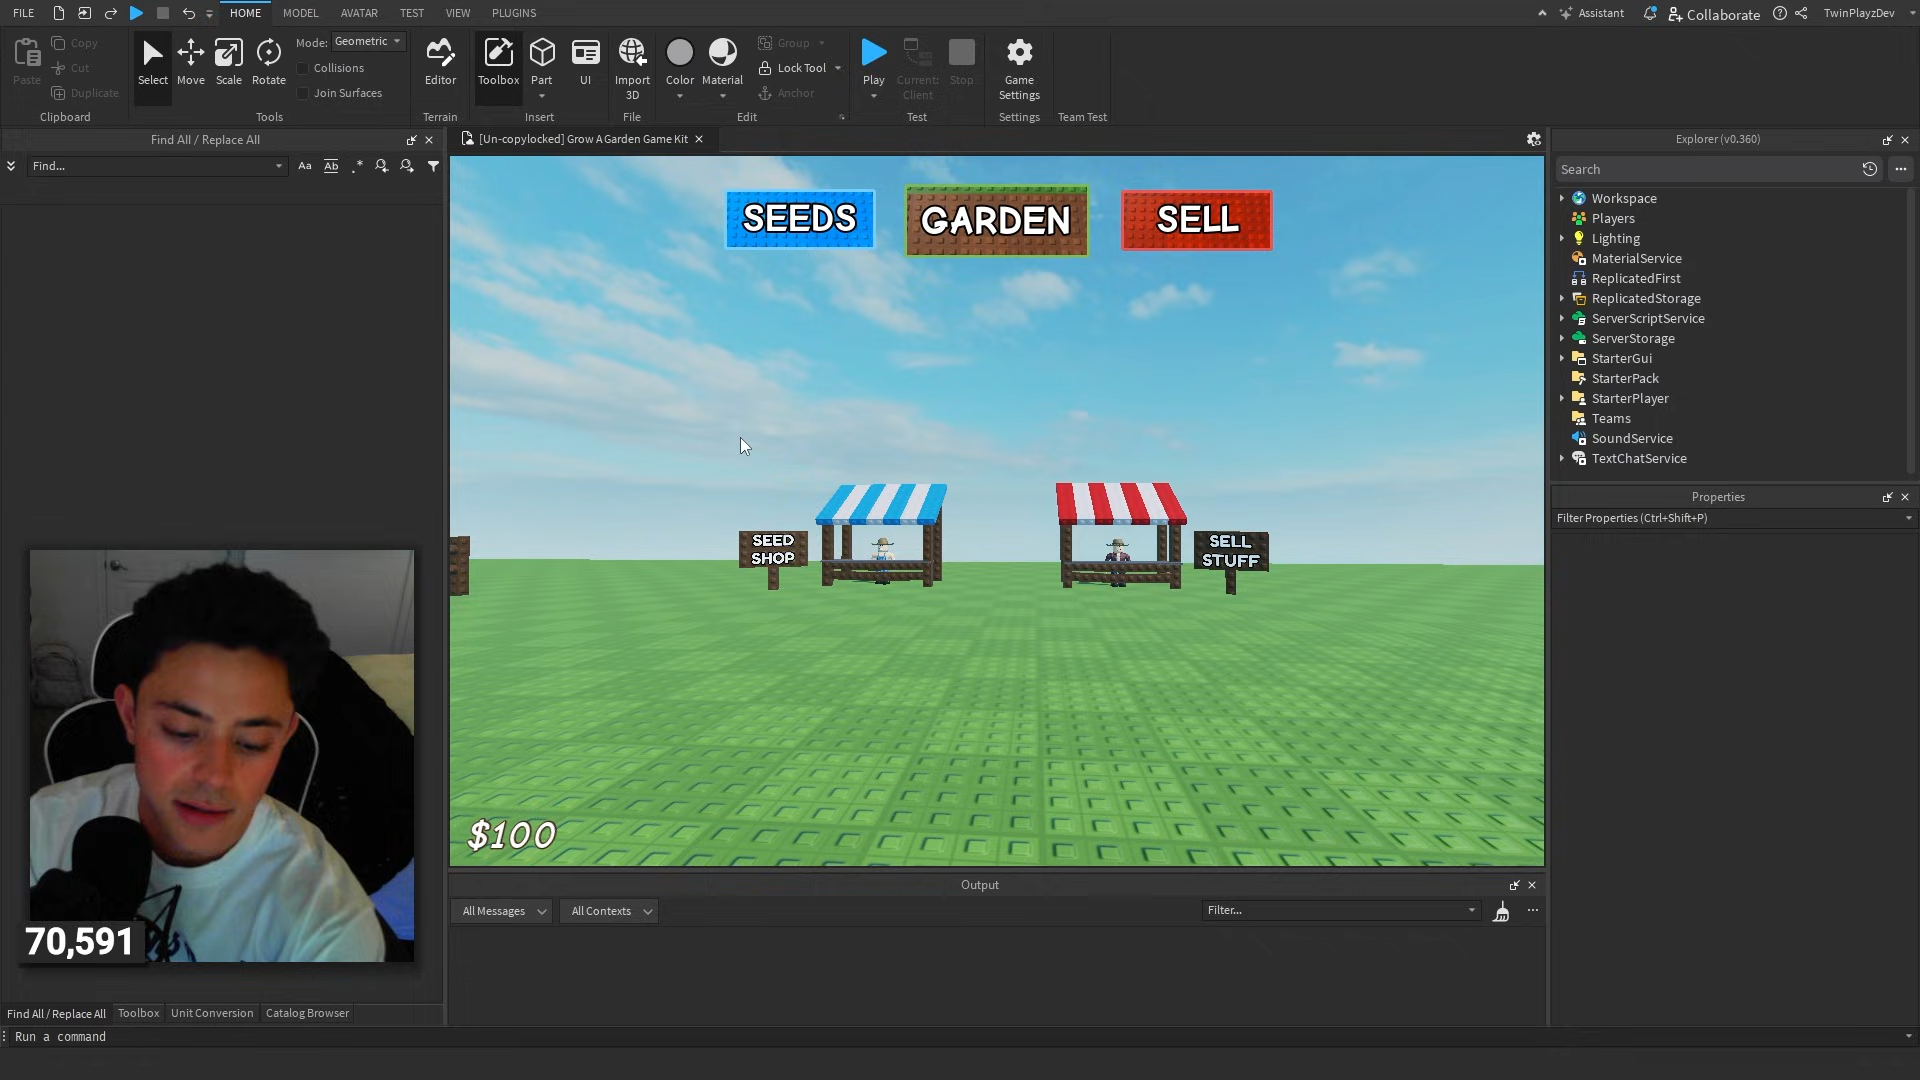 FILE
HOME
MODEL
AVATAR
TEST
VIEW
PLUGINS
Assistant
Collaborate
TwinPlayzDev
Paste
Copy
Cut
Duplicate
Clipboard
Select
Move
Scale
Rotate
Mode:
Geometric
Collisions
Join Surfaces
Tools
Editor
Terrain
Toolbox
Part
UI
Insert
Import
3D
File
Color
Material
Group
Lock Tool
Anchor
Edit
Play
Current:
Client
Stop
Test
Game
Settings
Settings
Team Test
Find All / Replace All
Find...
Aa
Ab
.*
[Un-copylocked] Grow A Garden Game Kit
SEEDS
GARDEN
SELL
SEED
SHOP
SELL
STUFF
$100
70,591
Explorer (v0.360)
Search
Workspace
Players
Lighting
MaterialService
ReplicatedFirst
ReplicatedStorage
ServerScriptService
ServerStorage
StarterGui
StarterPack
StarterPlayer
Teams
SoundService
TextChatService
Properties
Filter Properties (Ctrl+Shift+P)
Output
All Messages
All Contexts
Filter...
Find All / Replace All
Toolbox
Unit Conversion
Catalog Browser
Run a command